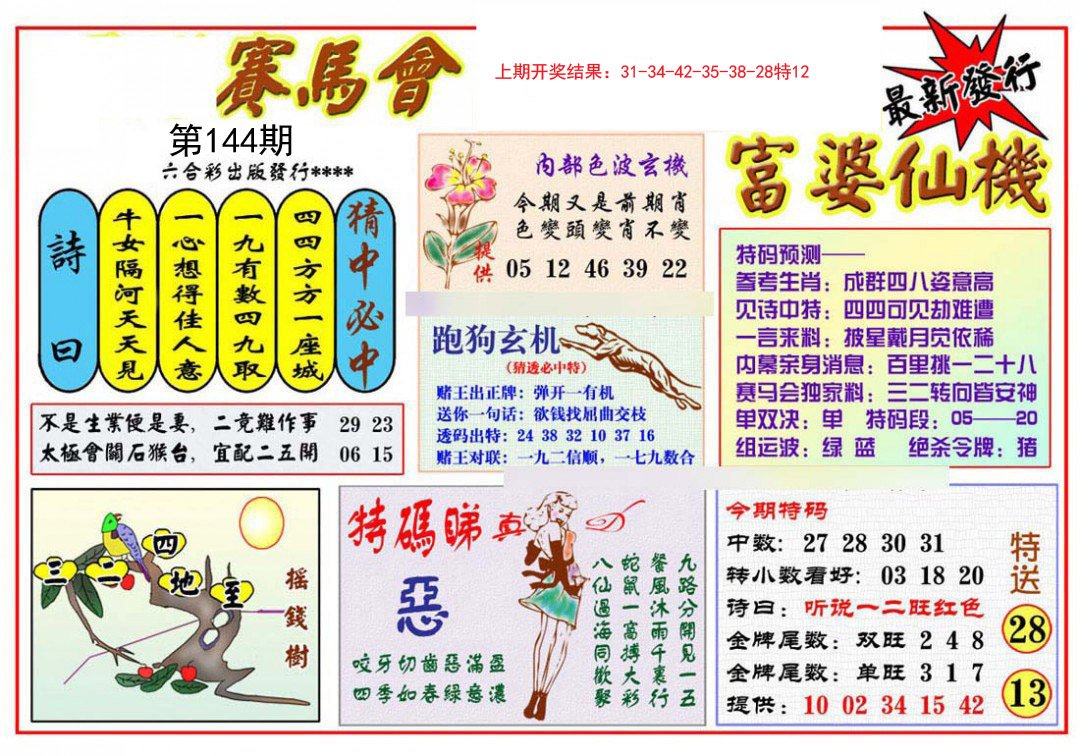 賽馬會
第144期
六合彩出版發行****
上期开奖结果：31-34-42-35-38-28特12
最新發行
富婆仙機
詩曰
牛女隔河天天見
一心想得佳人意
一九有數四九取
四四方方一座城
猜中必中
不是生業便是要，二竞難作事 29 23
太極會開石猴台，宜配二五開 06 15
内部色波玄機
今期又是前期肖
色變頭變肖不變
提供
05 12 46 39 22
跑狗玄机
（猜透必中特）
赌王出正牌：弹开一有机
送你一句话：欲钱找屈曲交枝
透码出特：24 38 32 10 37 16
赌王对联：一九二信顺，一七九数合
特码预测——
参考生肖：成群四八姿意高
见诗中特：四四可见劫难遭
一言来料：披星戴月觉依稀
内幕亲身消息：百里挑一二十八
赛马会独家料：三二转向皆安神
单双决：单 特码段：05——20
组运波：绿 蓝 绝杀令牌：猪
三二四地至
搖錢樹
特碼睇真
惡
咬牙切齒惡滿盈
四季如春绿意濃
九路分開見一五
餐風沐雨千裏行
蛇鼠一窩搏大彩
八仙過海同歡聚
今期特码
中数：27 28 30 31
转小数看好：03 18 20
诗曰：听说一二旺红色
金牌尾数：双旺 2 4 8
金牌尾数：单旺 3 1 7
提供：10 02 34 15 42
特送
28
13